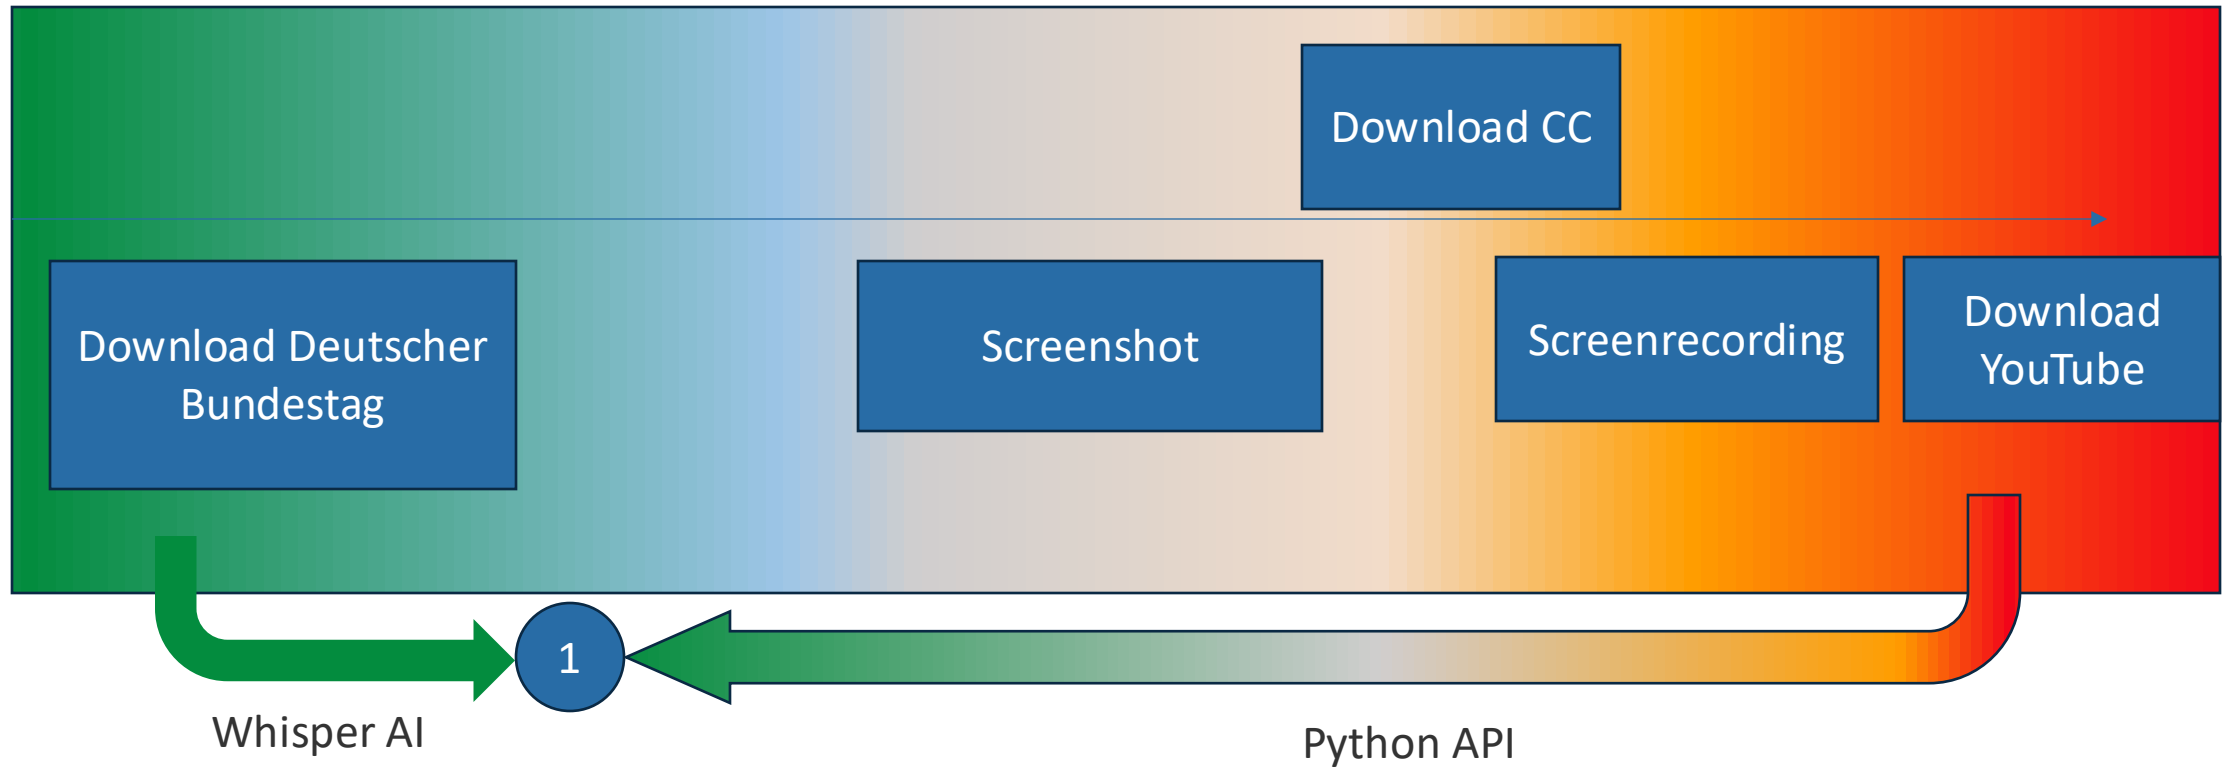 Download CC
Download Deutscher
Bundestag
Screenshot
Screenrecording
Download
YouTube
1
Whisper AI
Python API